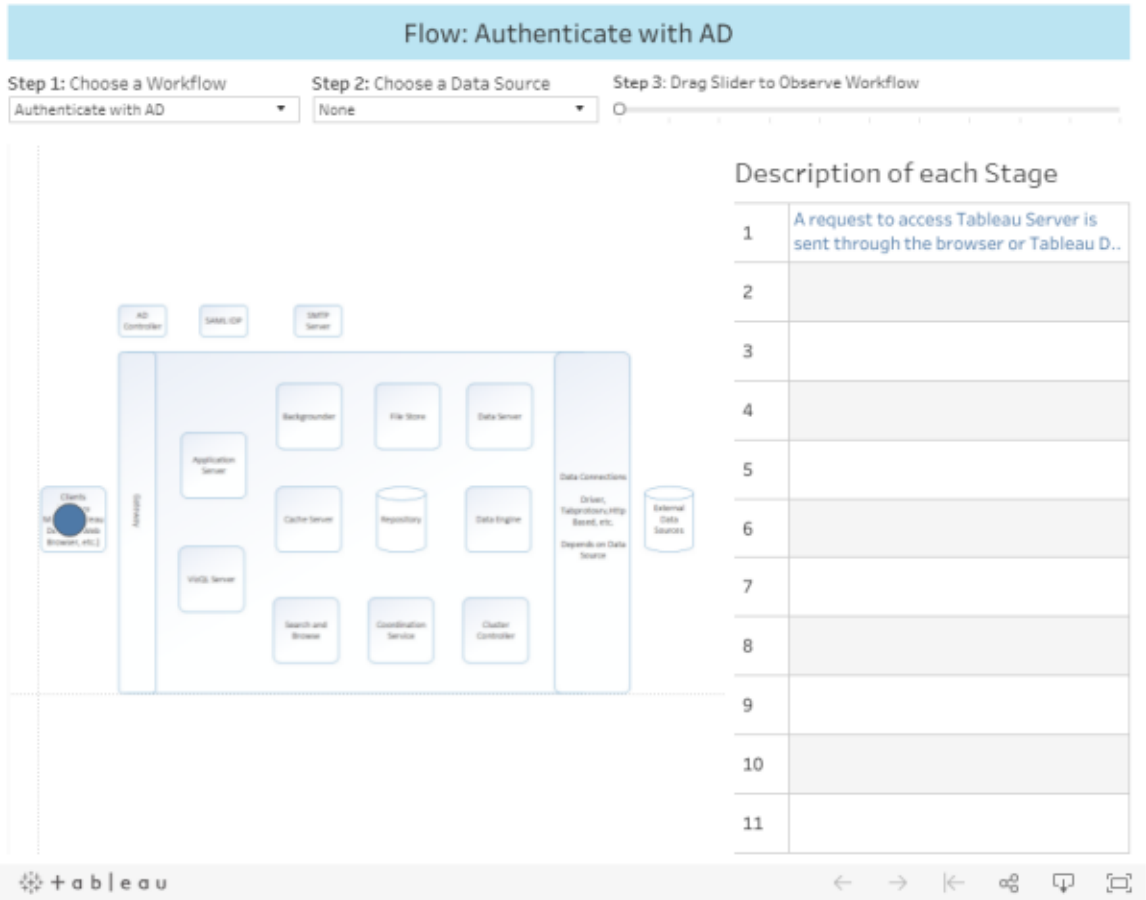 Flow: Authenticate with AD
Step 1: Choose a Workflow
Step 2: Choose a Data Source
Step 3: Drag Slider to Observe Workflow
Authenticate with AD
None
Description of each Stage
1
A request to access Tableau Server is
sent through the browser or Tableau D..
2
3
4
5
6
7
8
9
10
11
AD
Controller
SAML IDP
SMTP
Server
Backgrounder
File Store
Data Server
Application
Server
Gateway
Clients
Browser, etc.)
Cache Server
Repository
Data Engine
Data Connections
Driver,
Based, etc.
Depends on Data
Source
External
Data
Sources
VizQL Server
Search and
Browse
Coordination
Service
Cluster
Controller
+ableau